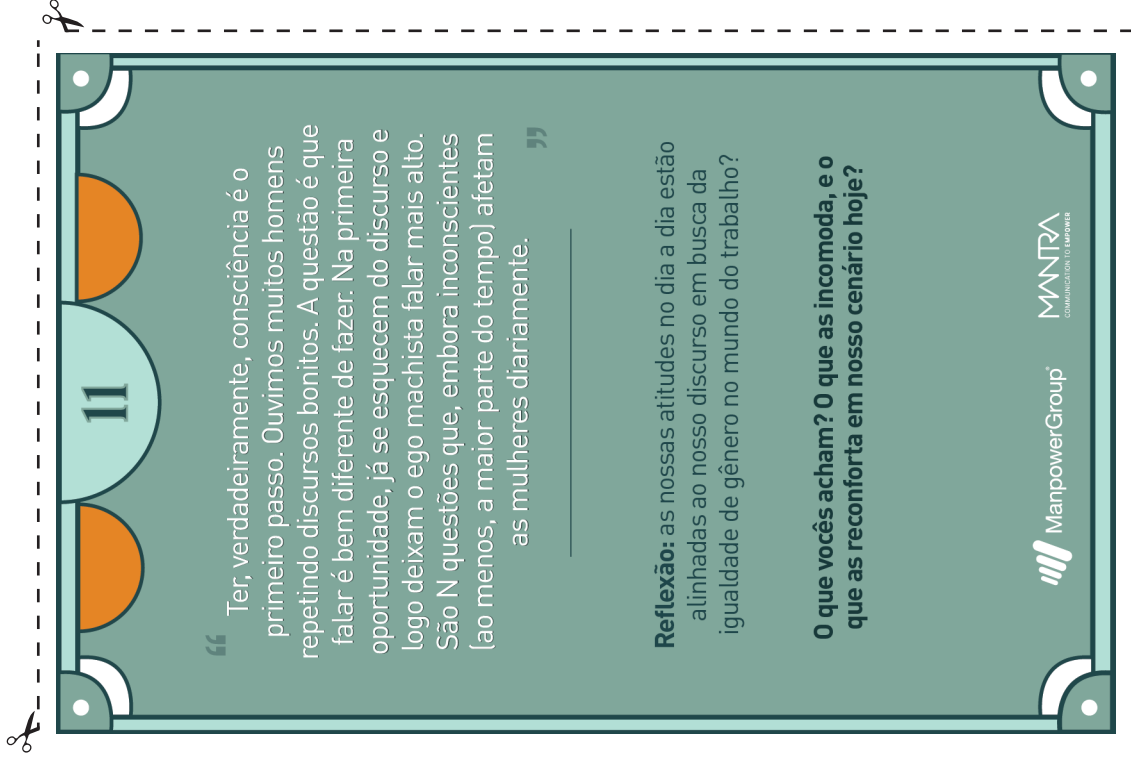 11
“
Ter, verdadeiramente, consciência é o
primeiro passo. Ouvimos muitos homens
repetindo discursos bonitos. A questão é que
falar é bem diferente de fazer. Na primeira
oportunidade, já se esquecem do discurso e
logo deixam o ego machista falar mais alto.
São N questões que, embora inconscientes
(ao menos, a maior parte do tempo) afetam
as mulheres diariamente.
”
Reflexão: as nossas atitudes no dia a dia estão
alinhadas ao nosso discurso em busca da
igualdade de gênero no mundo do trabalho?
O que vocês acham? O que as incomoda, e o
que as reconforta em nosso cenário hoje?
ManpowerGroup®
MANTRA
COMMUNICATION TO EMPOWER